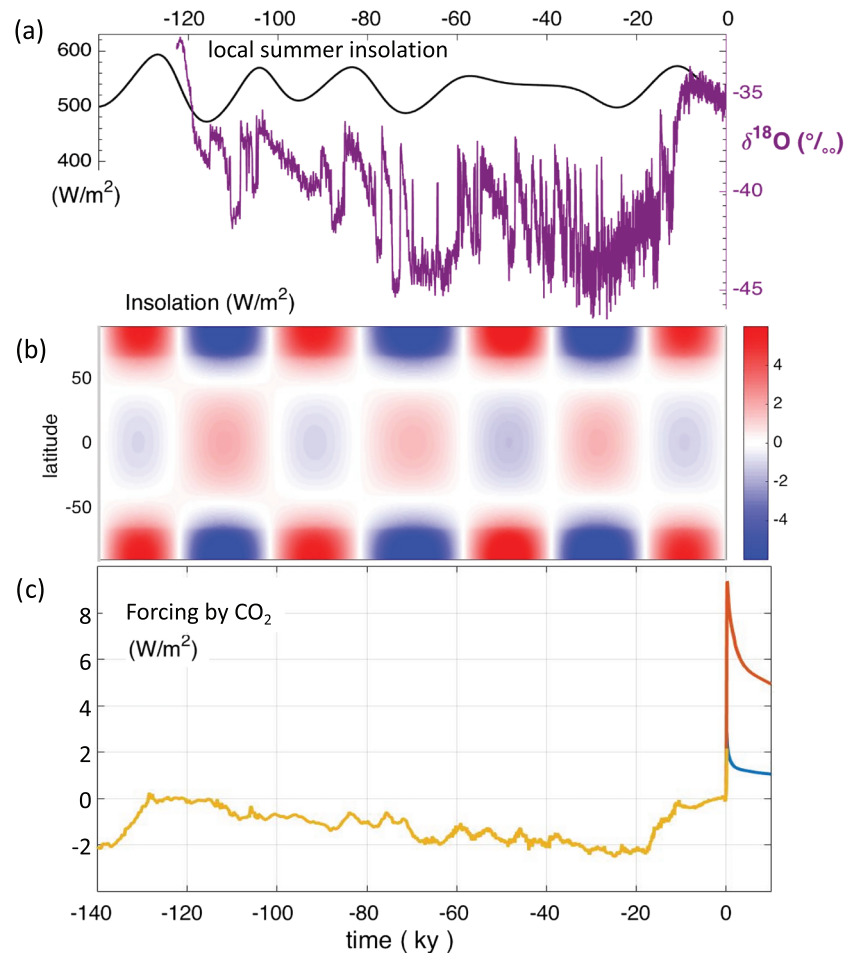 (a)
-120 -100 -80 -60 -40 -20 0
local summer insolation
600
500
400
(W/m²)
-35
δ¹⁸O (°/ₒₒ)
-40
-45
Insolation (W/m²)
(b)
50
0
-50
latitude
4
2
0
-2
-4
(c)
Forcing by CO₂
(W/m²)
8
6
4
2
0
-2
-140 -120 -100 -80 -60 -40 -20 0
time ( ky )